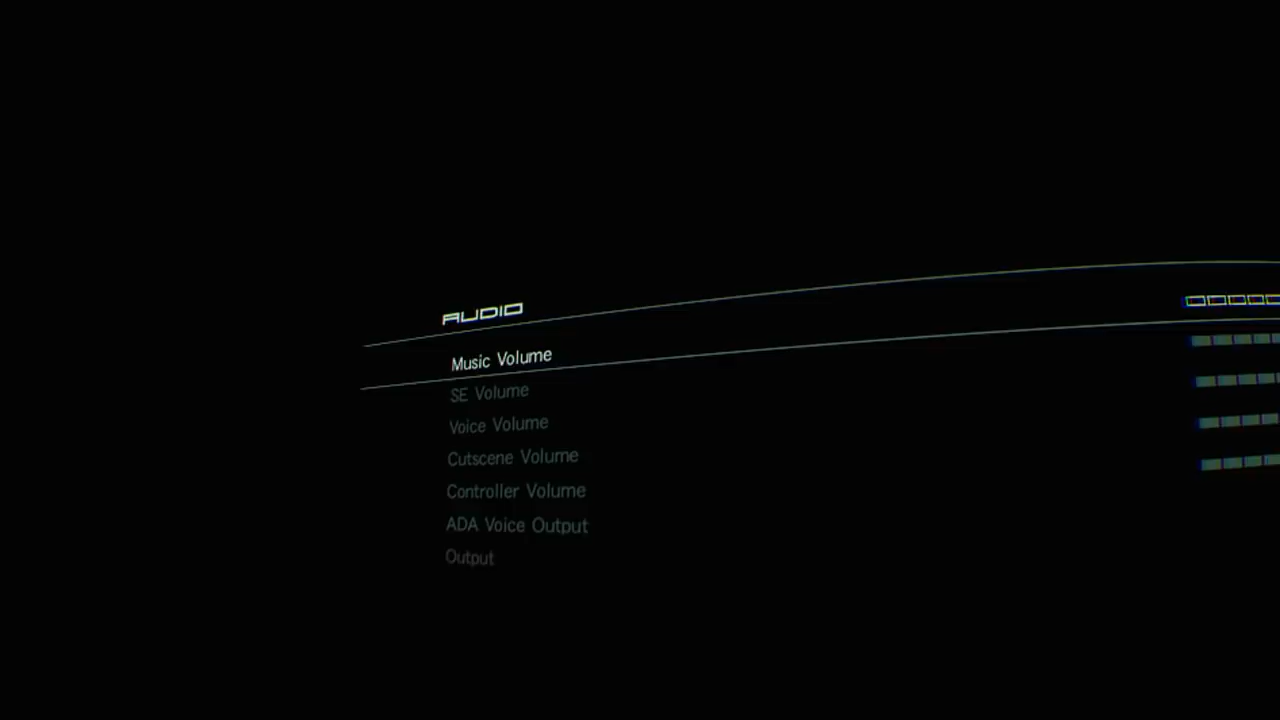 AUDIO
Music Volume
SE Volume
Voice Volume
Cutscene Volume
Controller Volume
ADA Voice Output
Output